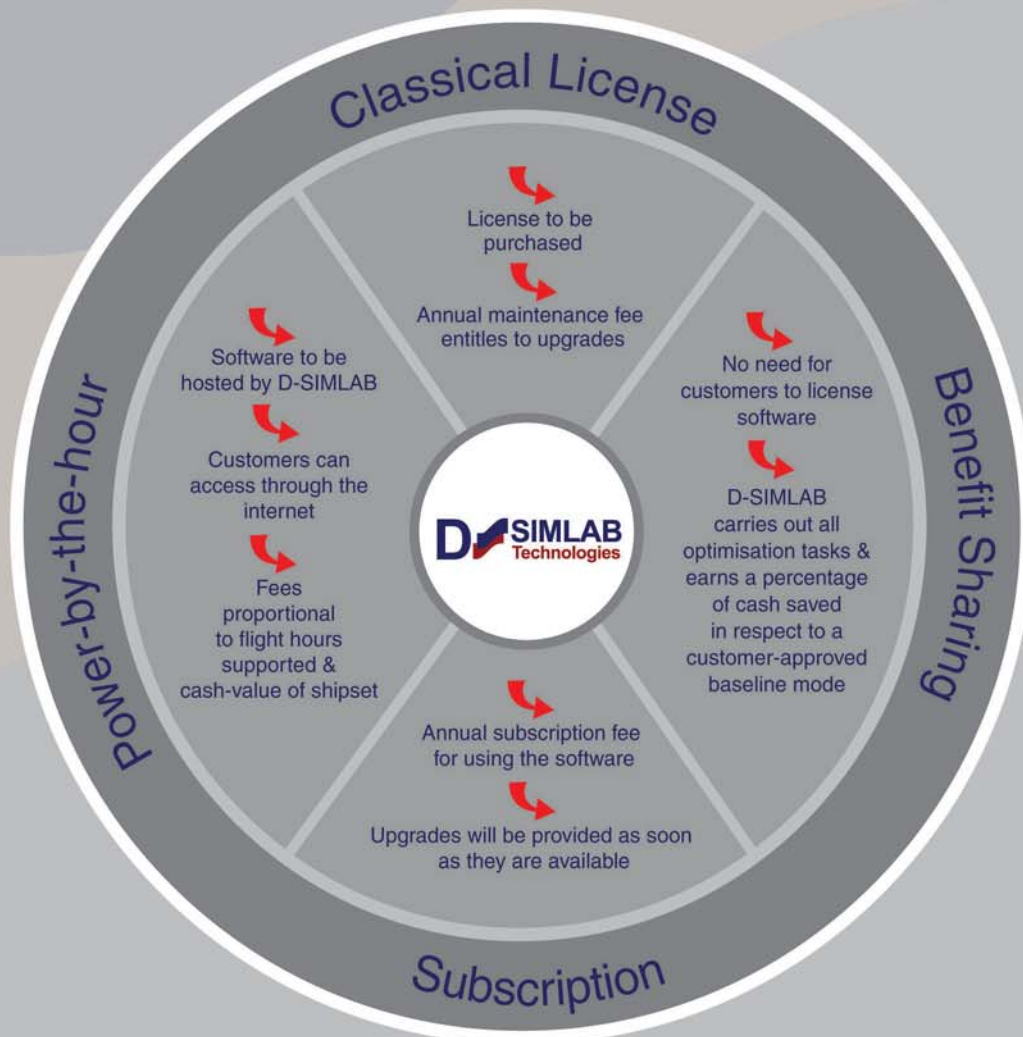 Classical License
License to be
purchased
Annual maintenance fee
entitles to upgrades
Benefit Sharing
No need for
customers to license
software
D-SIMLAB
carries out all
optimisation tasks &
earns a percentage
of cash saved
in respect to a
customer-approved
baseline mode
Subscription
Annual subscription fee
for using the software
Upgrades will be provided as soon
as they are available
Power-by-the-hour
Software to be
hosted by D-SIMLAB
Customers can
access through the
internet
Fees
proportional
to flight hours
supported &
cash-value of shipset
D SIMLAB
Technologies